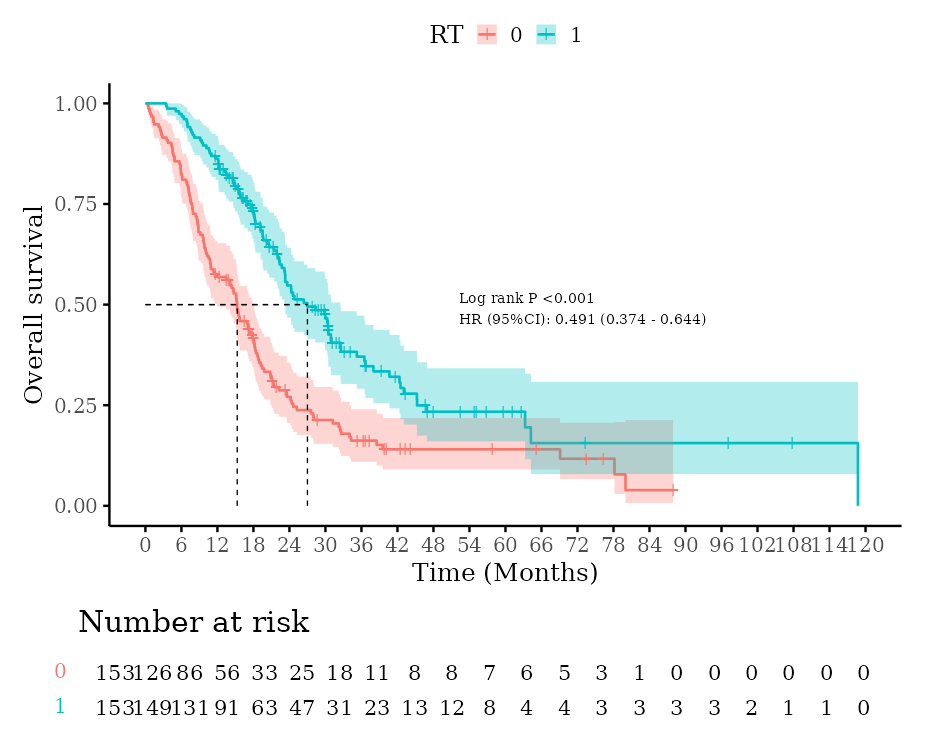 RT 0 1
1.00
0.75
0.50
0.25
0.00
Overall survival
Log rank P <0.001
HR (95%CI): 0.491 (0.374 - 0.644)
0 6 12 18 24 30 36 42 48 54 60 66 72 78 84 90 96 102 108 114 120
Time (Months)
Number at risk
0 153 126 86 56 33 25 18 11 8 8 7 6 5 3 1 0 0 0 0 0 0
1 153 149 131 91 63 47 31 23 13 12 8 4 4 3 3 3 3 2 1 1 0